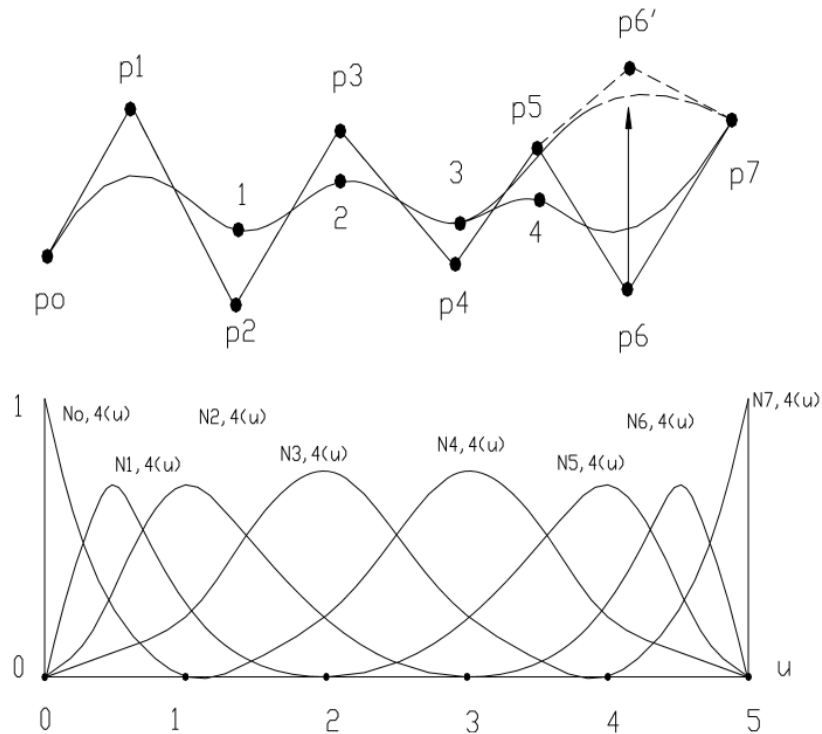 p6′
p1
p3
p5
1
3
p7
2
4
po
p4
p2
p6
1
No,4(u)
N2,4(u)
N7,4(u)
N6,4(u)
N4,4(u)
N3,4(u)
N1,4(u)
N5,4(u)
0
u
0
1
2
3
4
5